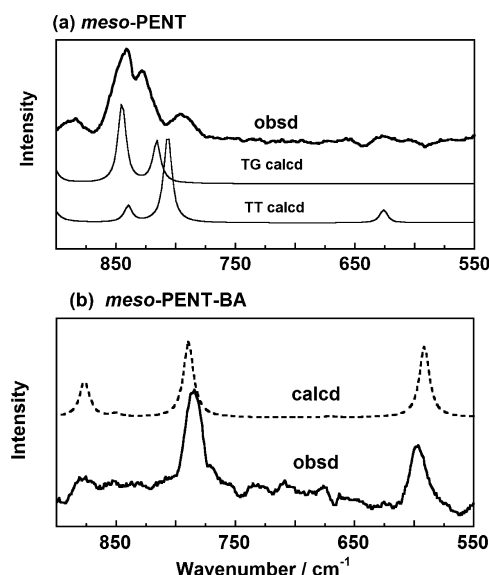 (a) meso-PENT
Intensity
obsd
TG calcd
TT calcd
850 750 650 550
(b) meso-PENT-BA
Intensity
calcd
obsd
850 750 650 550
Wavenumber / cm-1